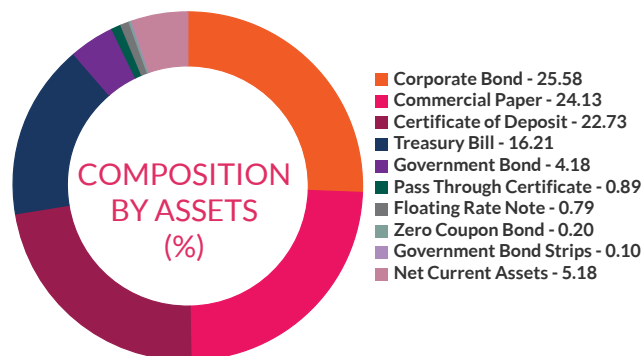 COMPOSITION
BY ASSETS
(%)
Corporate Bond - 25.58
Commercial Paper - 24.13
Certificate of Deposit - 22.73
Treasury Bill - 16.21
Government Bond - 4.18
Pass Through Certificate - 0.89
Floating Rate Note - 0.79
Zero Coupon Bond - 0.20
Government Bond Strips - 0.10
Net Current Assets - 5.18